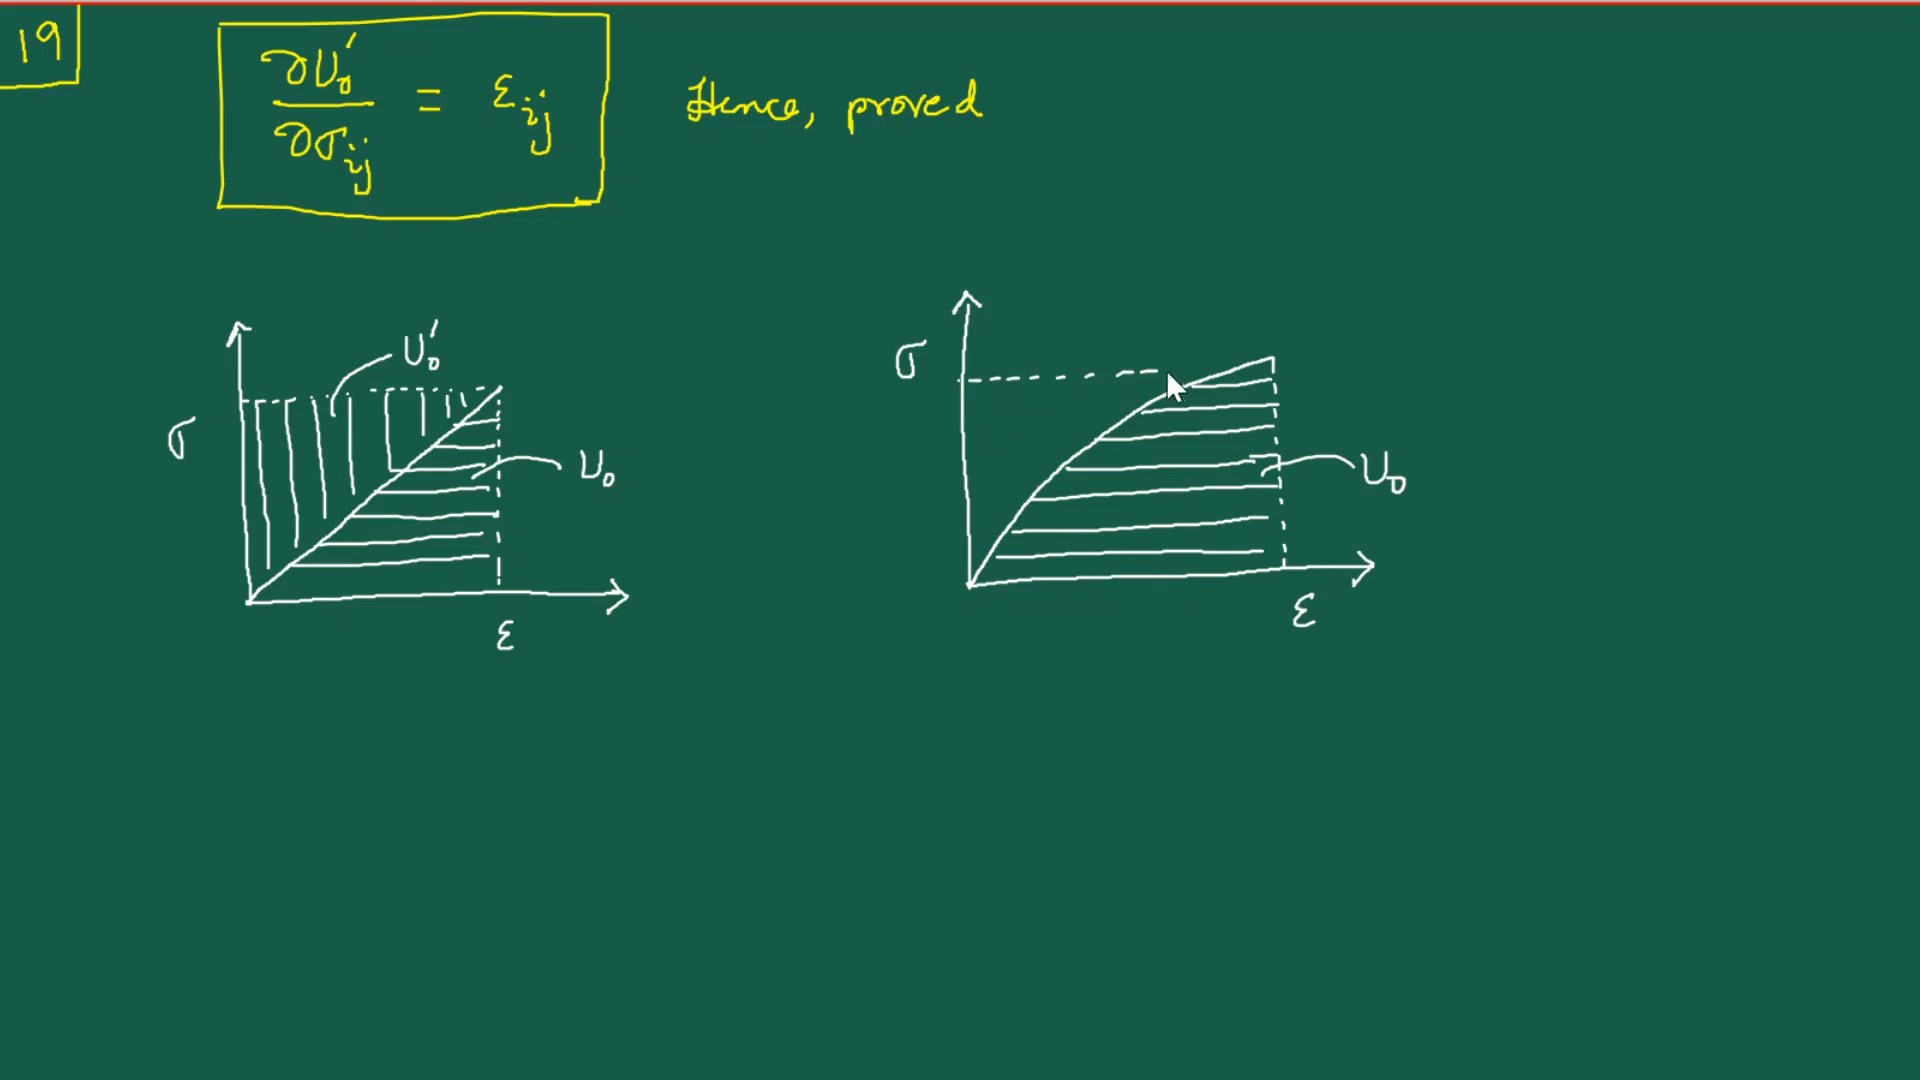 19
∂U₀′/∂σᵢⱼ = εᵢⱼ Hence, proved
σ U₀′ U₀ ε
σ U₀ ε